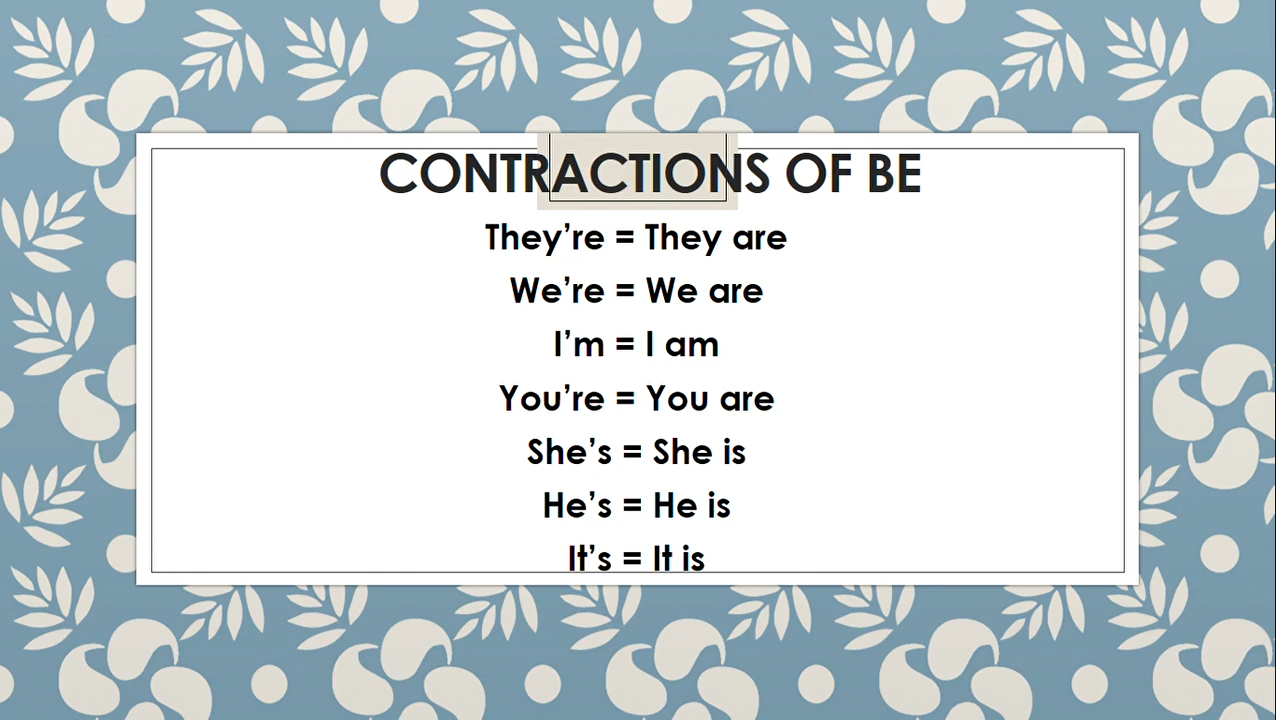 CONTRACTIONS OF BE
They’re = They are
We’re = We are
I’m = I am
You’re = You are
She’s = She is
He’s = He is
It’s = It is